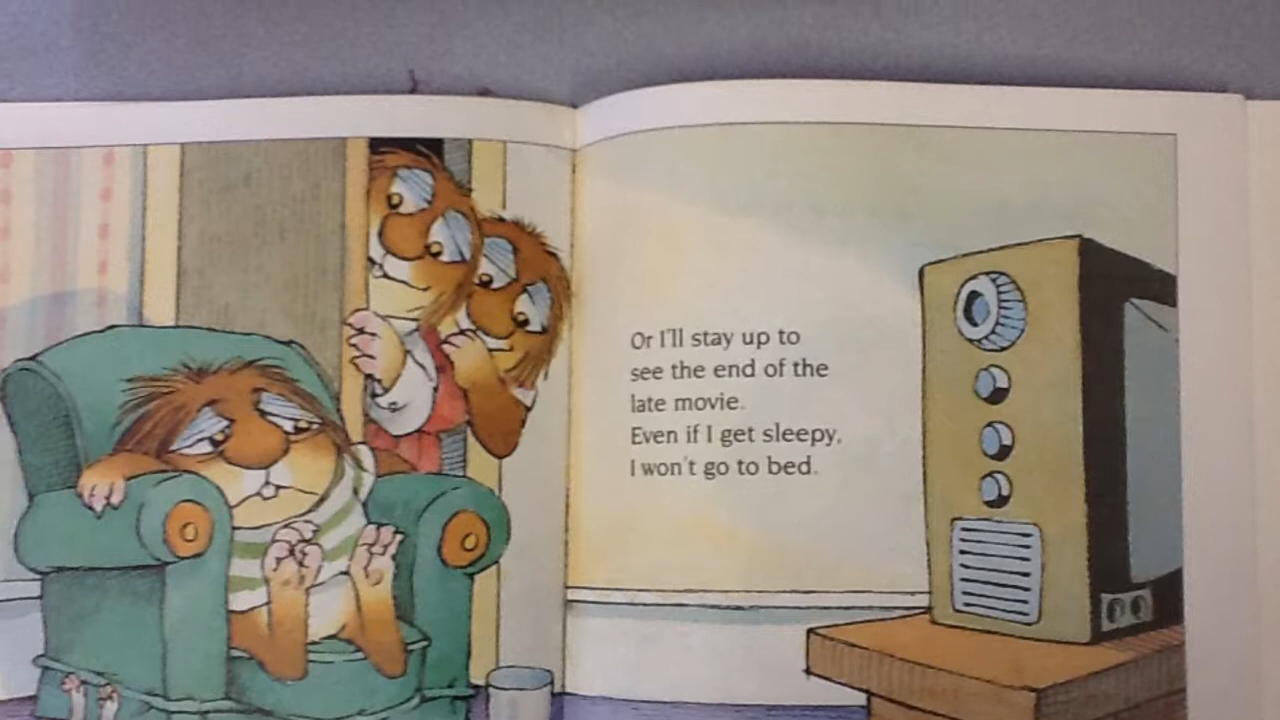 Or I'll stay up to
see the end of the
late movie.
Even if I get sleepy,
I won't go to bed.